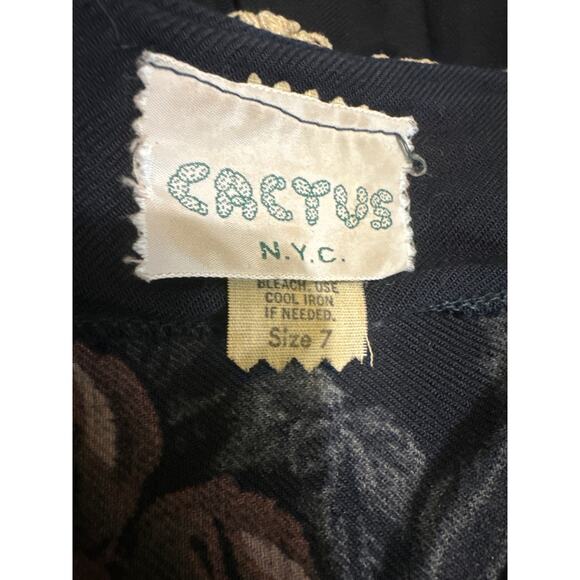 CACTUS
N.Y.C.
BLEACH. USE
COOL IRON
IF NEEDED.
Size 7